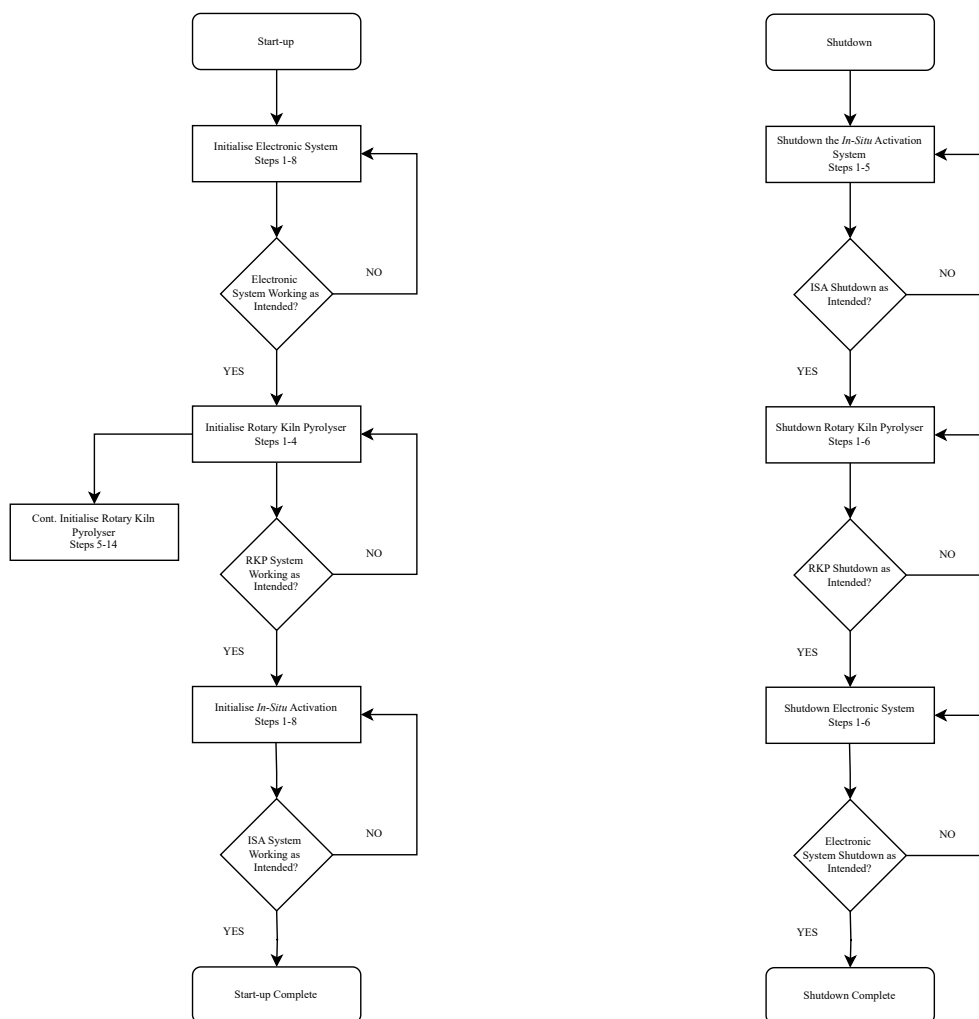 Start-up
Initialise Electronic System
Steps 1-8
Electronic
System Working as
Intended?
NO
YES
Initialise Rotary Kiln Pyrolyser
Steps 1-4
Cont. Initialise Rotary Kiln
Pyrolyser
Steps 5-14
RKP System
Working as
Intended?
NO
YES
Initialise In-Situ Activation
Steps 1-8
ISA System
Working as
Intended?
NO
YES
Start-up Complete
Shutdown
Shutdown the In-Situ Activation
System
Steps 1-5
ISA Shutdown as
Intended?
NO
YES
Shutdown Rotary Kiln Pyrolyser
Steps 1-6
RKP Shutdown as
Intended?
NO
YES
Shutdown Electronic System
Steps 1-6
Electronic
System Shutdown as
Intended?
NO
YES
Shutdown Complete